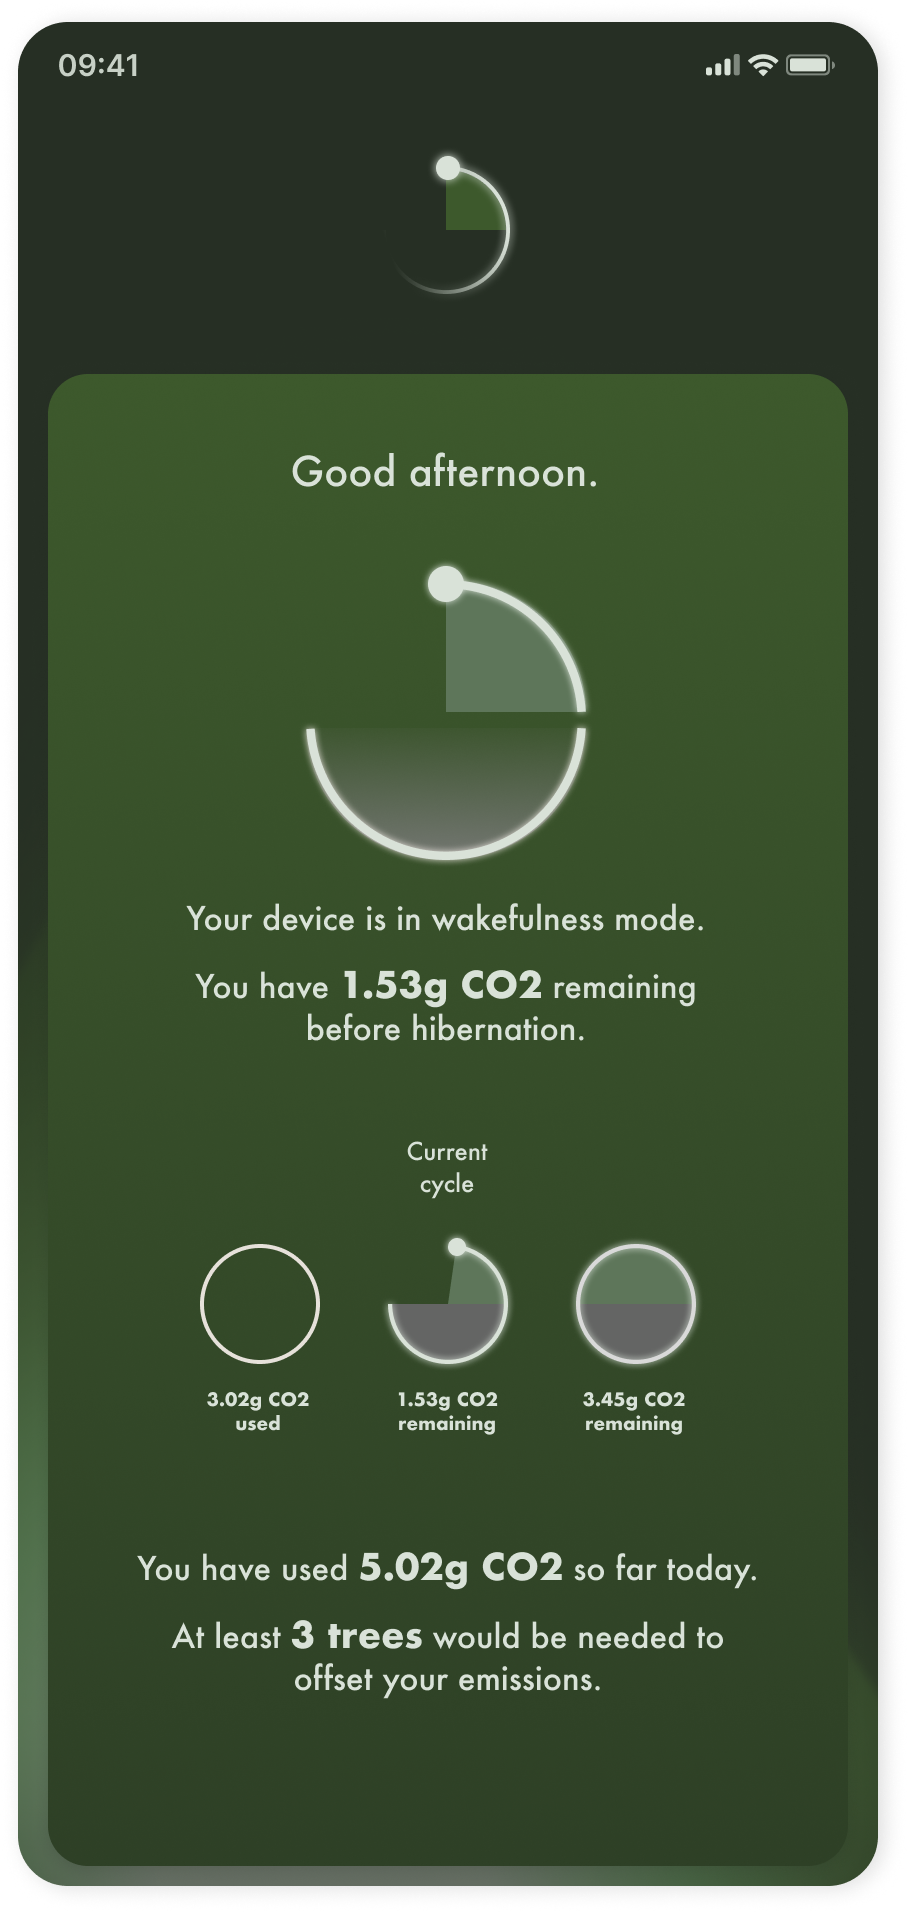 09:41
Good afternoon.
Your device is in wakefulness mode.
You have 1.53g CO2 remaining
before hibernation.
Current
cycle
3.02g CO2
used
1.53g CO2
remaining
3.45g CO2
remaining
You have used 5.02g CO2 so far today.
At least 3 trees would be needed to
offset your emissions.